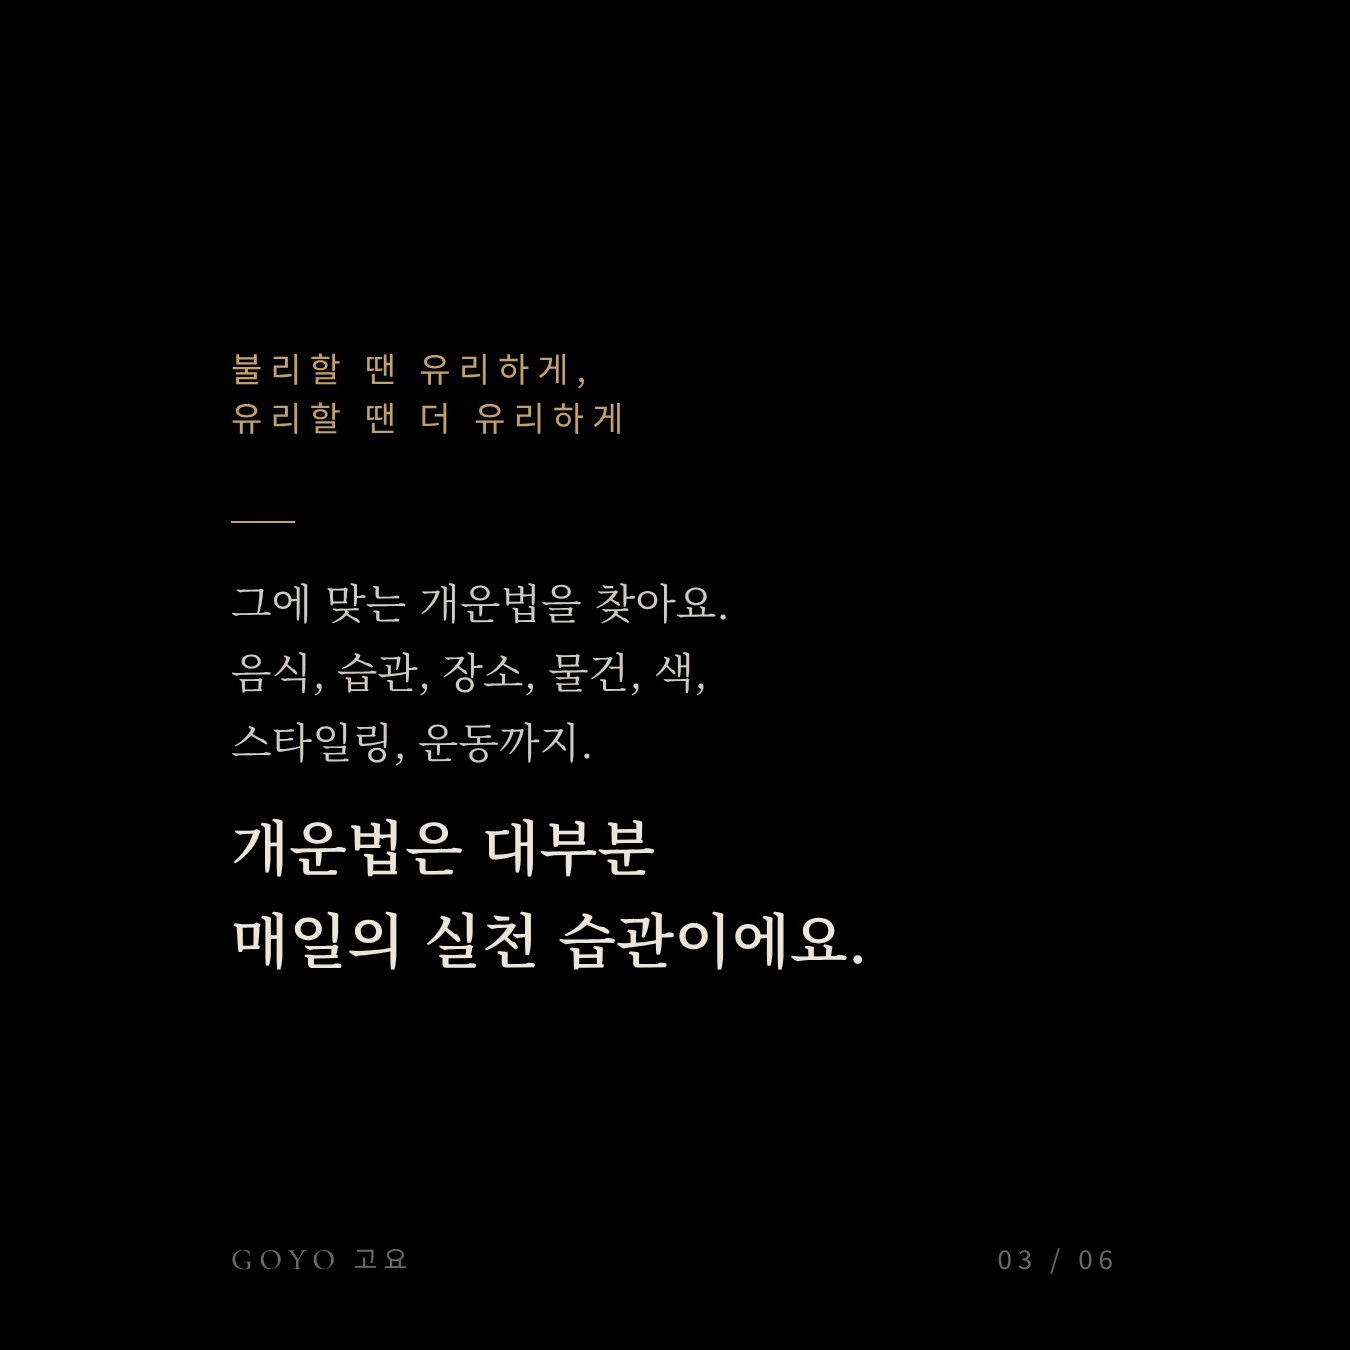 불리할 땐 유리하게,
유리할 땐 더 유리하게
그에 맞는 개운법을 찾아요.
음식, 습관, 장소, 물건, 색,
스타일링, 운동까지.
개운법은 대부분
매일의 실천 습관이에요.
GOYO 고요
03 / 06